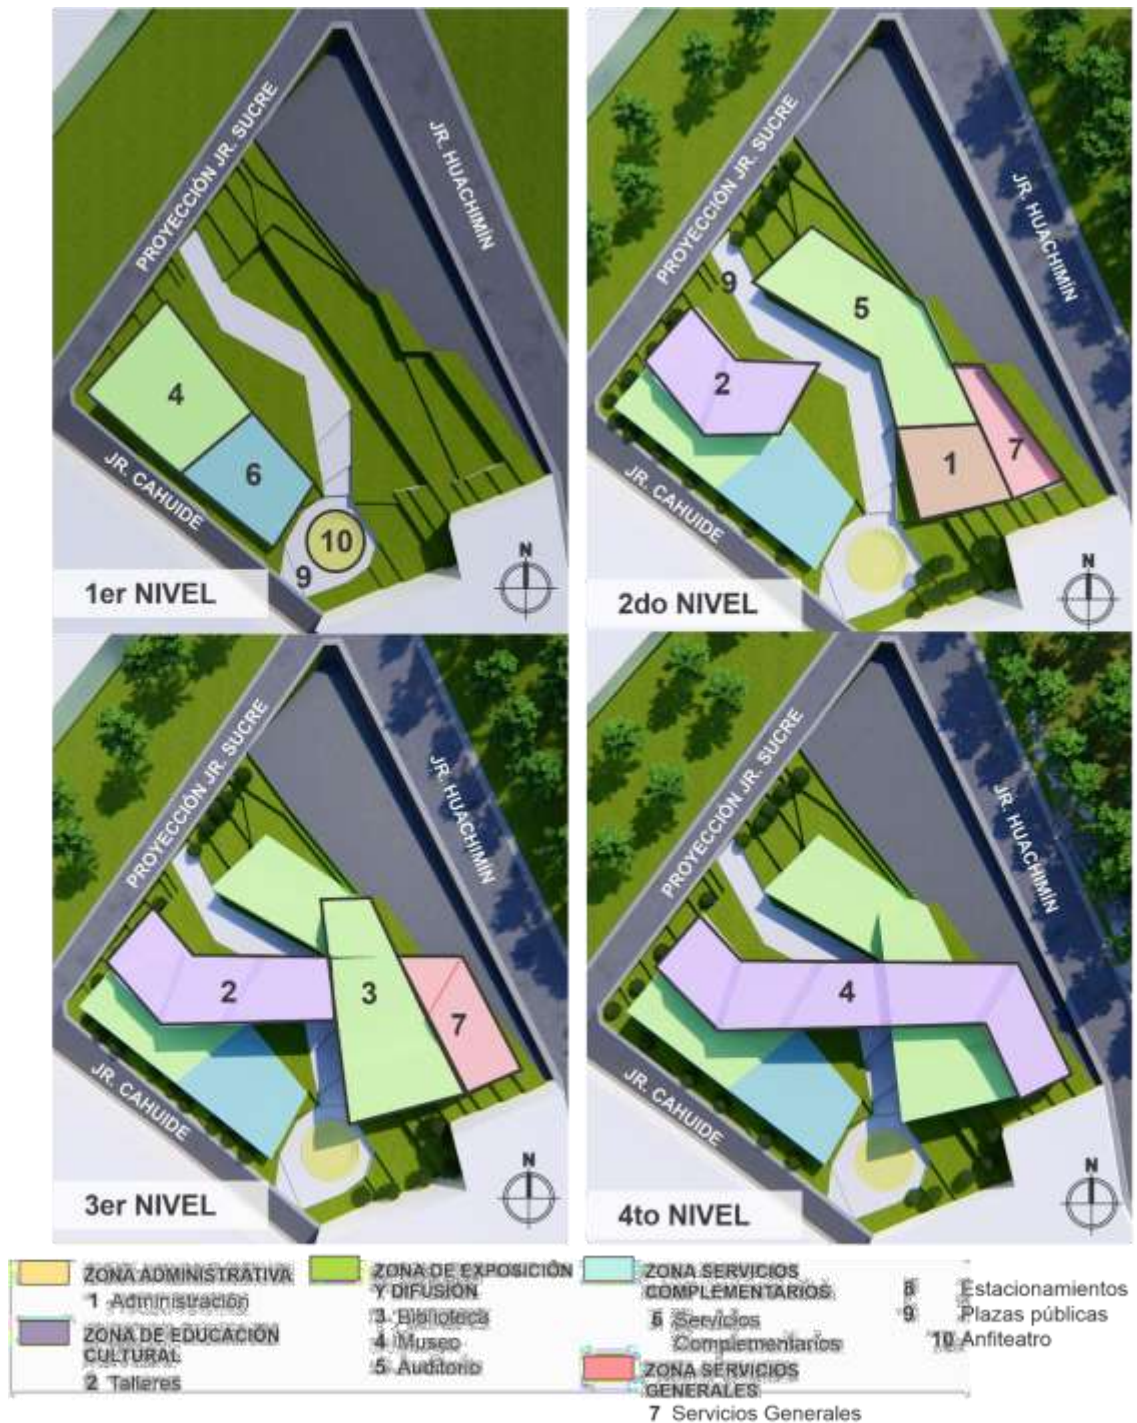 PROYECCIÓN JR. SUCRE
JR. HUACHIMÍN
4
6
JR. CAHUIDE
10
9
N
1er NIVEL
PROYECCIÓN JR. SUCRE
JR. HUACHIMÍN
9
5
2
1
7
JR. CAHUIDE
N
2do NIVEL
PROYECCIÓN JR. SUCRE
JR. HUACHIMÍN
2
3
7
JR. CAHUIDE
N
3er NIVEL
PROYECCIÓN JR. SUCRE
JR. HUACHIMÍN
4
JR. CAHUIDE
N
4to NIVEL
ZONA ADMINISTRATIVA
1 Administración
ZONA DE EDUCACIÓN
CULTURAL
2 Talleres
ZONA DE EXPOSICIÓN
Y DIFUSIÓN
3 Biblioteca
4 Museo
5 Auditorio
ZONA SERVICIOS
COMPLEMENTARIOS
6 Servicios
Complementarios
ZONA SERVICIOS
GENERALES
7 Servicios Generales
8 Estacionamientos
9 Plazas públicas
10 Anfiteatro